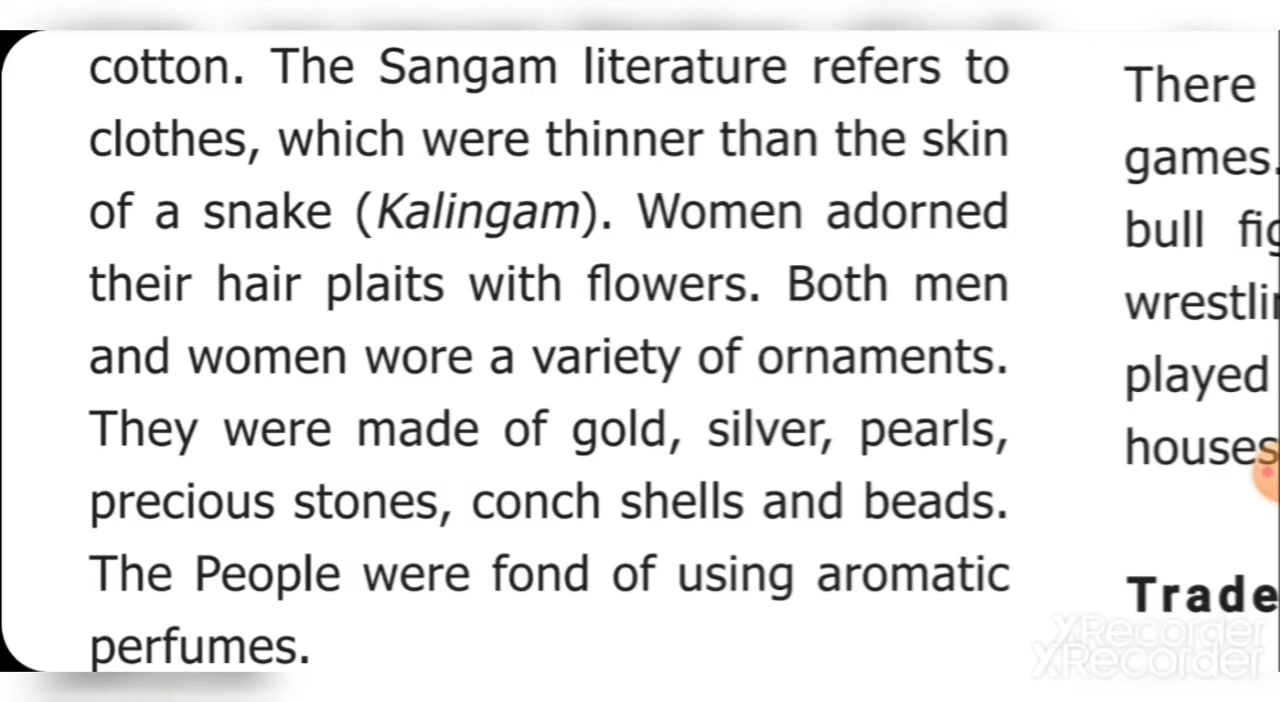 cotton. The Sangam literature refers to
clothes, which were thinner than the skin
of a snake (Kalingam). Women adorned
their hair plaits with flowers. Both men
and women wore a variety of ornaments.
They were made of gold, silver, pearls,
precious stones, conch shells and beads.
The People were fond of using aromatic
perfumes.
There
games.
bull
played
houses
Trade
XRecorder
XRecorder